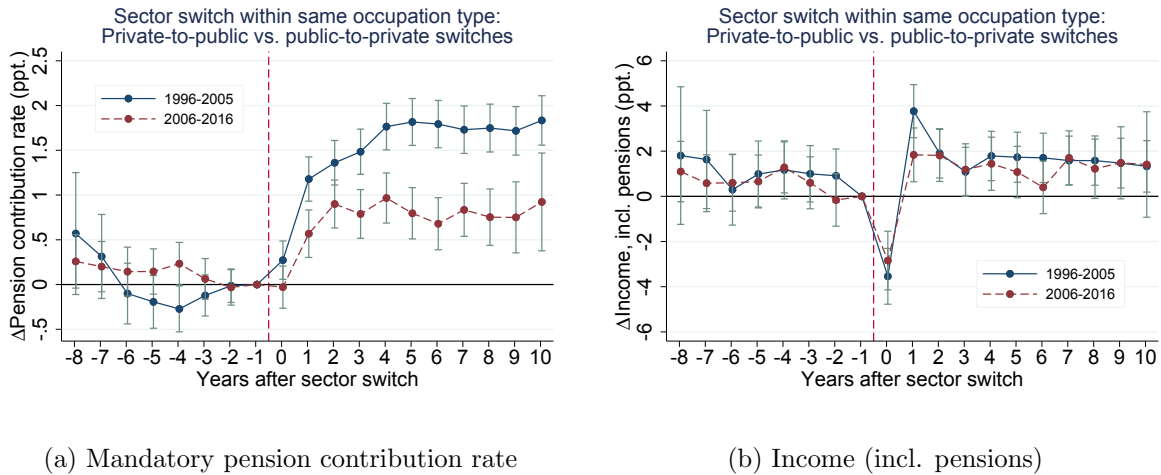 Sector switch within same occupation type:
Private-to-public vs. public-to-private switches
ΔPension contribution rate (ppt.)
2.5
2
1.5
1
.5
0
-.5
1996-2005
2006-2016
-8 -7 -6 -5 -4 -3 -2 -1 0 1 2 3 4 5 6 7 8 9 10
Years after sector switch
(a) Mandatory pension contribution rate
Sector switch within same occupation type:
Private-to-public vs. public-to-private switches
ΔIncome, incl. pensions (ppt.)
6
4
2
0
-2
-4
-6
1996-2005
2006-2016
-8 -7 -6 -5 -4 -3 -2 -1 0 1 2 3 4 5 6 7 8 9 10
Years after sector switch
(b) Income (incl. pensions)